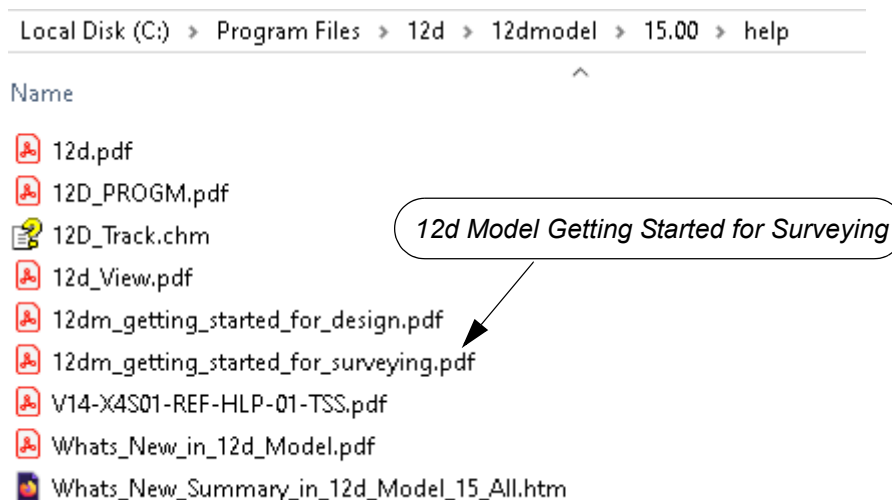 Local Disk (C:) > Program Files > 12d > 12dmodel > 15.00 > help
Name
12d.pdf
12D_PROGM.pdf
12D_Track.chm
12d Model Getting Started for Surveying
12d_View.pdf
12dm_getting_started_for_design.pdf
12dm_getting_started_for_surveying.pdf
V14-X4S01-REF-HLP-01-TSS.pdf
Whats_New_in_12d_Model.pdf
Whats_New_Summary_in_12d_Model_15_All.htm